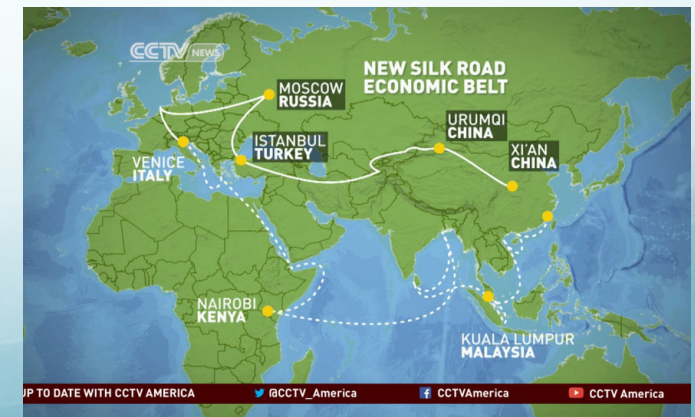 CCTV NEWS
NEW SILK ROAD
ECONOMIC BELT
MOSCOW
RUSSIA
URUMQI
CHINA
ISTANBUL
TURKEY
XI'AN
CHINA
VENICE
ITALY
NAIROBI
KENYA
KUALA LUMPUR
MALAYSIA
UP TO DATE WITH CCTV AMERICA @CCTV_America CCTVAmerica CCTV America